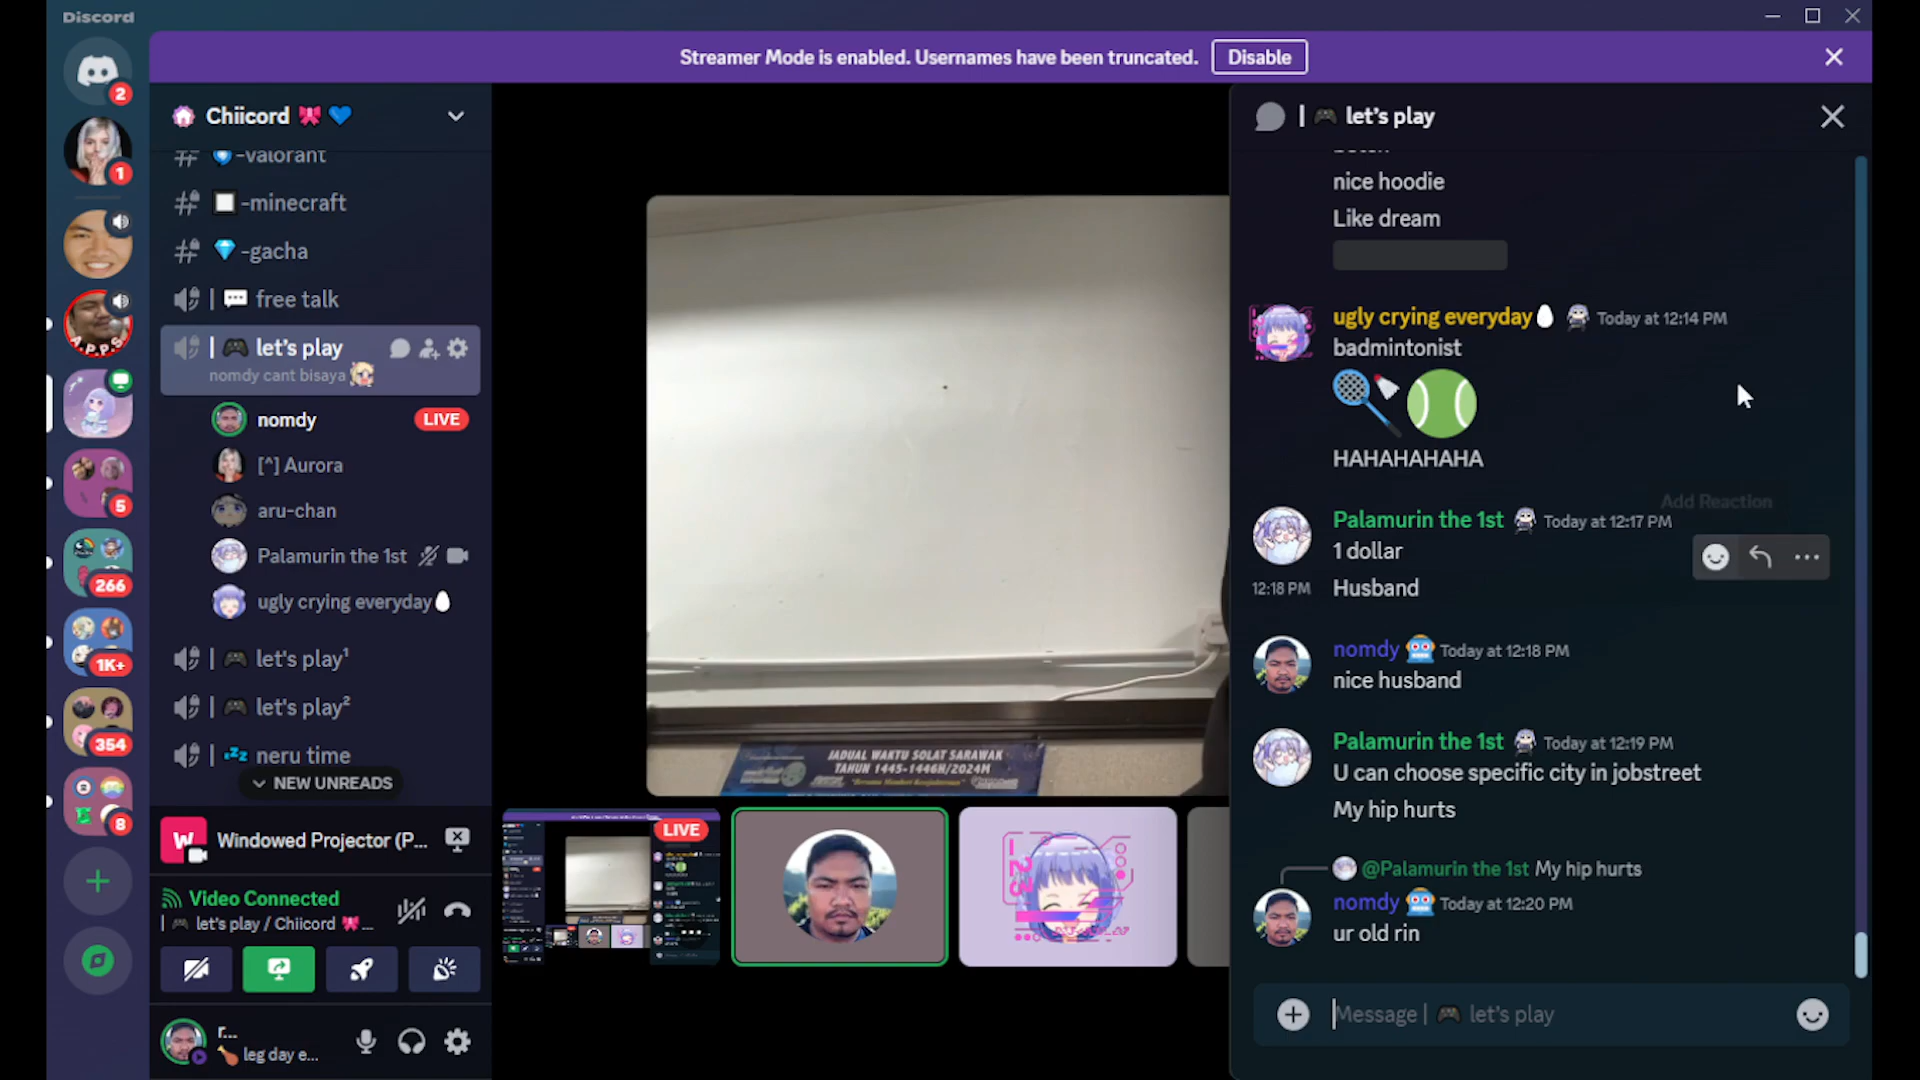 Discord
Streamer Mode is enabled. Usernames have been truncated. Disable
2
1
5
266
1K+
354
8
Chiicord
-valorant
-minecraft
-gacha
| free talk
| let's play
nomdy cant bisaya
nomdy LIVE
[^] Aurora
aru-chan
Palamurin the 1st
ugly crying everyday
| let's play¹
| let's play²
| neru time
NEW UNREADS
W Windowed Projector (P...
Video Connected
| let's play / Chiicord ...
r...
leg day e...
JADUAL WAKTU SOLAT SARAWAK
TAHUN 1445-1446H/2024M
LIVE
| let's play
nice hoodie
Like dream
ugly crying everyday Today at 12:14 PM
badmintonist
HAHAHAHAHA
Add Reaction
Palamurin the 1st Today at 12:17 PM
1 dollar
12:18 PM Husband
nomdy Today at 12:18 PM
nice husband
Palamurin the 1st Today at 12:19 PM
U can choose specific city in jobstreet
My hip hurts
@Palamurin the 1st My hip hurts
nomdy Today at 12:20 PM
ur old rin
Message | let's play